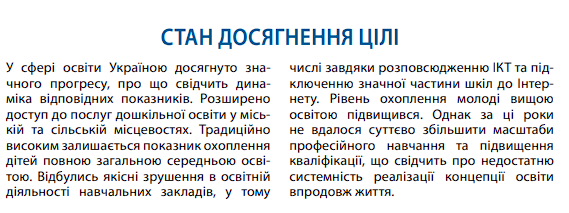 СТАН ДОСЯГНЕННЯ ЦІЛІ
У сфері освіти Україною досягнуто зна-
чного прогресу, про що свідчить дина-
міка відповідних показників. Розширено
доступ до послуг дошкільної освіти у місь-
кій та сільській місцевостях. Традиційно
високим залишається показник охоплення
дітей повною загальною середньою осві-
тою. Відбулись якісні зрушення в освітній
діяльності навчальних закладів, у тому
числі завдяки розповсюдженню ІКТ та під-
ключенню значної частини шкіл до Інтер-
нету. Рівень охоплення молоді вищою
освітою підвищився. Однак за ці роки
не вдалося суттєво збільшити масштаби
професійного навчання та підвищення
кваліфікації, що свідчить про недостатню
системність реалізації концепції освіти
впродовж життя.